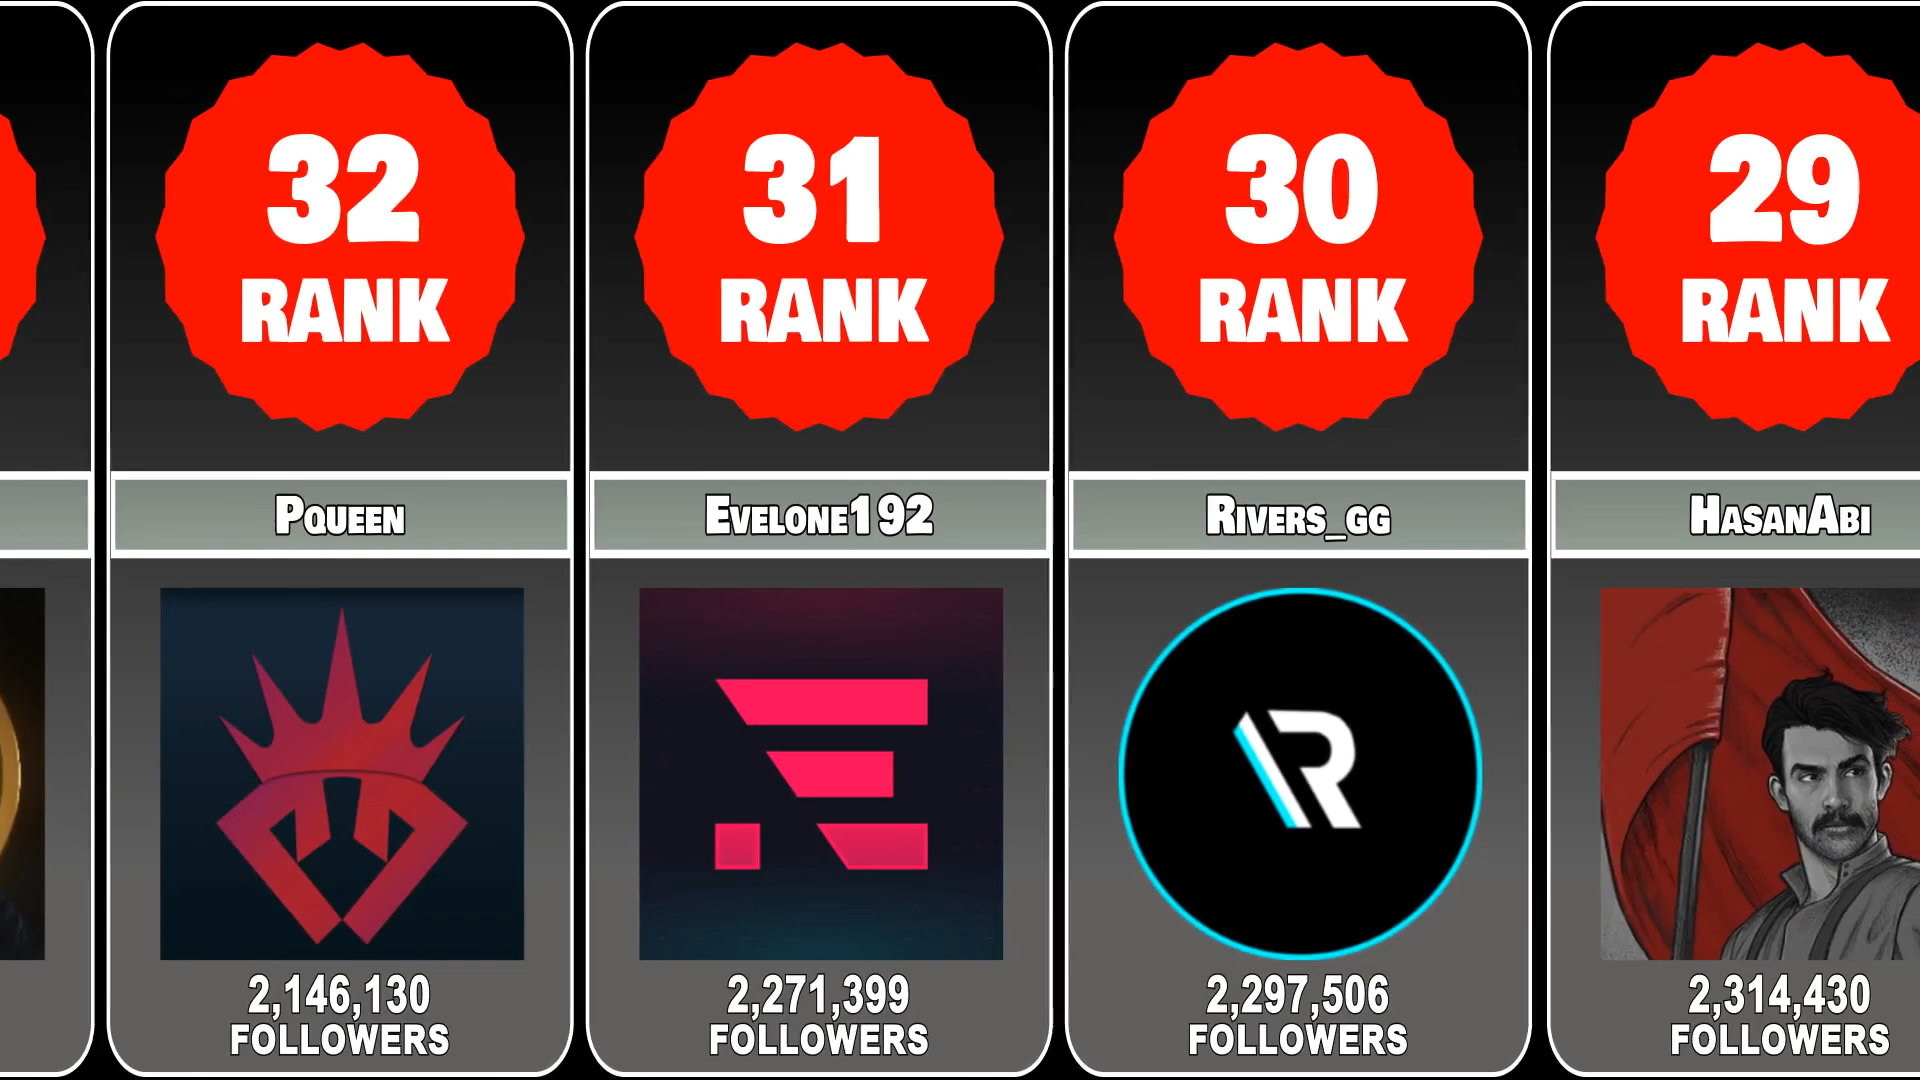 32
RANK
Pqueen
2,146,130
FOLLOWERS
31
RANK
Evelone192
2,271,399
FOLLOWERS
30
RANK
Rivers_gg
2,297,506
FOLLOWERS
29
RANK
HasanAbi
2,314,430
FOLLOWERS